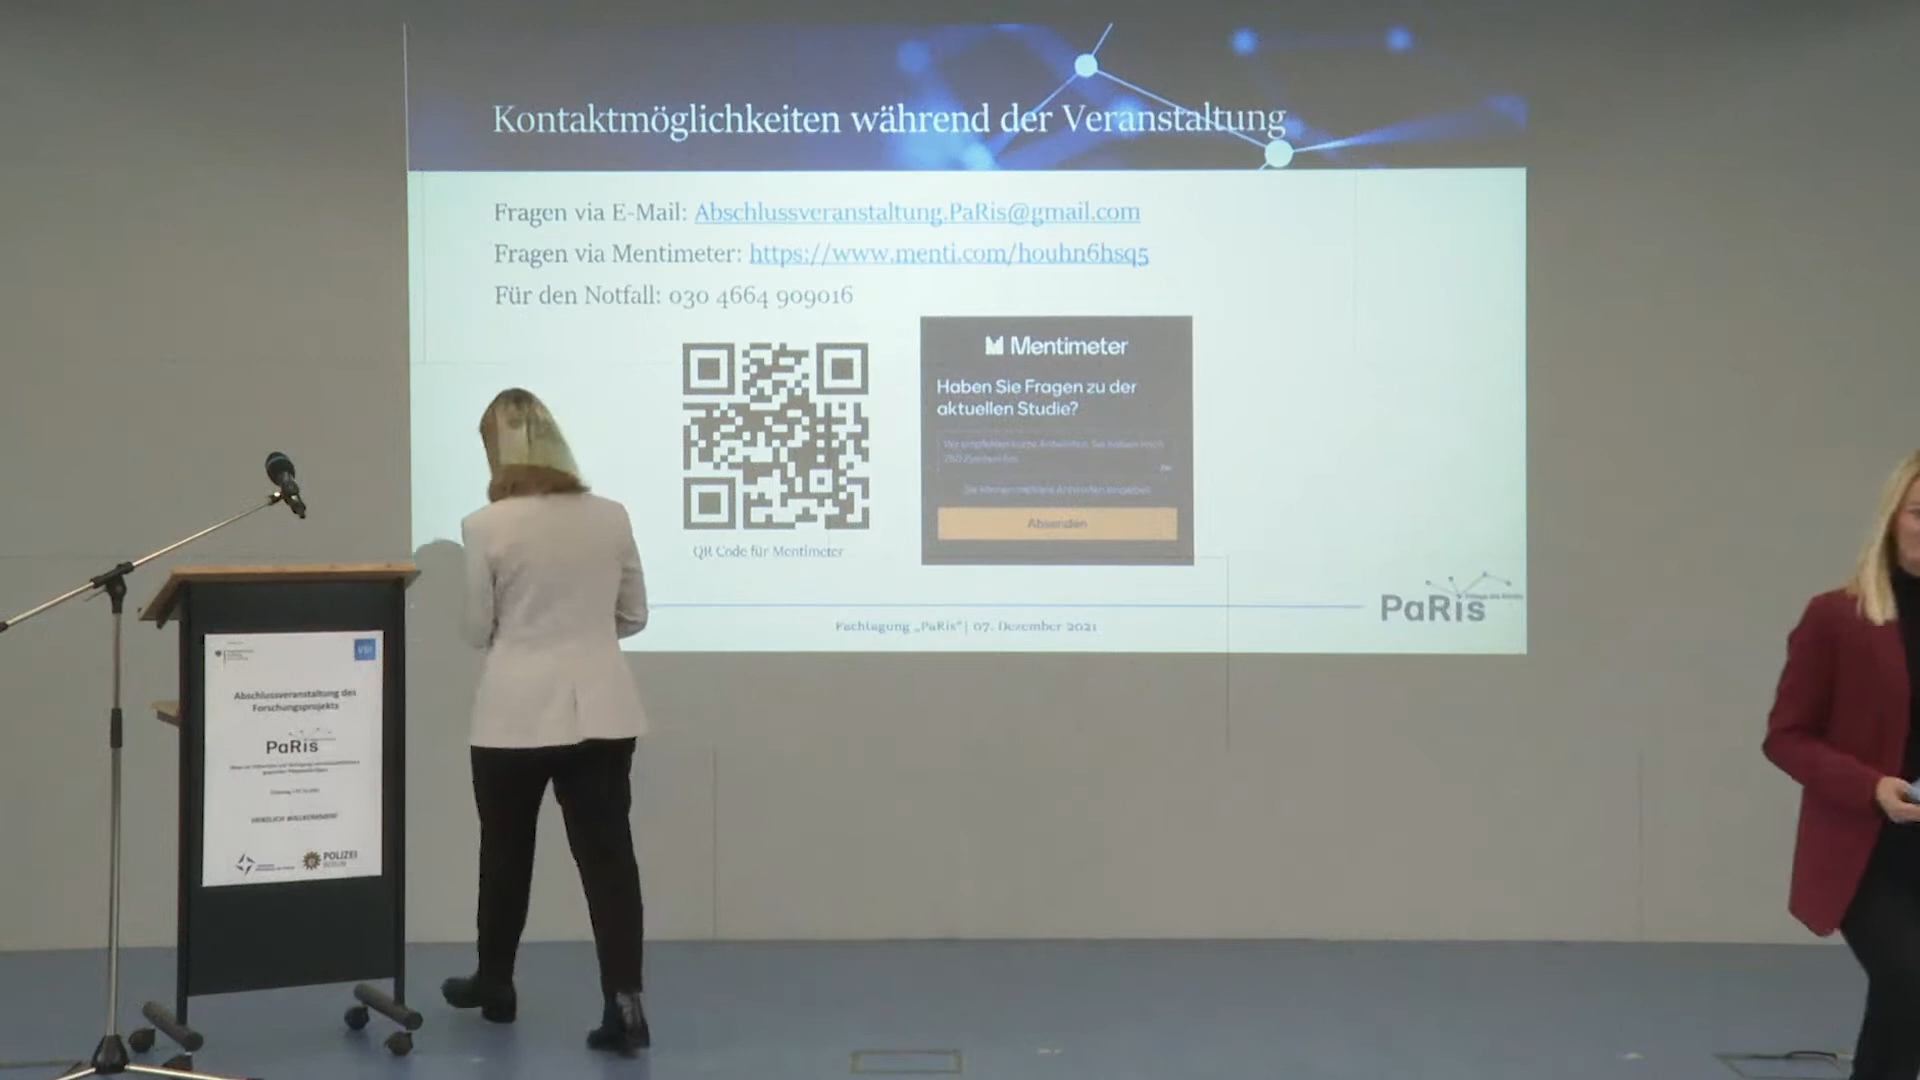 Kontaktmöglichkeiten während der Veranstaltung
Fragen via E-Mail: Abschlussveranstaltung.PaRis@gmail.com
Fragen via Mentimeter: https://www.menti.com/houhn6hsq5
Für den Notfall: 030 4664 909016
Mentimeter
Haben Sie Fragen zu der
aktuellen Studie?
Absenden
QR Code für Mentimeter
PaRis
Fachtagung „PaRis“ | 07. Dezember 2021
VDI
Abschlussveranstaltung des
Forschungsprojekts
PaRis
HERZLICH WILLKOMMEN!
POLIZEI
BERLIN